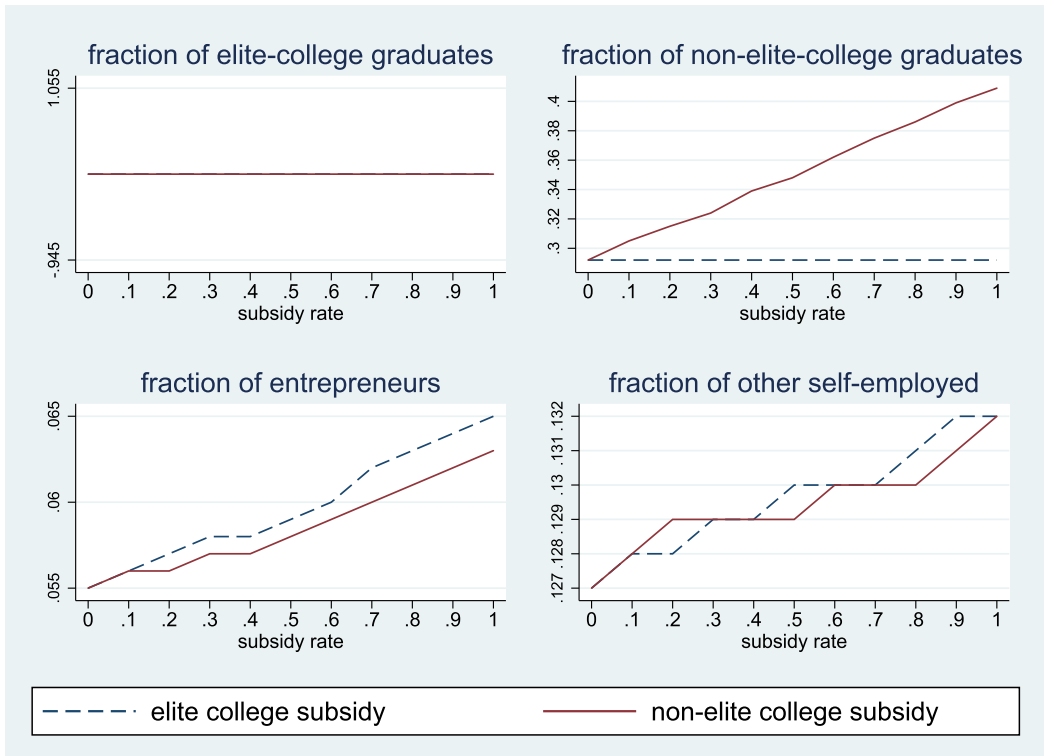 fraction of elite-college graduates
1.055
-.945
0 .1 .2 .3 .4 .5 .6 .7 .8 .9 1
subsidy rate
fraction of non-elite-college graduates
.4
.38
.36
.34
.32
.3
0 .1 .2 .3 .4 .5 .6 .7 .8 .9 1
subsidy rate
fraction of entrepreneurs
.065
.06
.055
0 .1 .2 .3 .4 .5 .6 .7 .8 .9 1
subsidy rate
fraction of other self-employed
.132
.131
.13
.129
.128
.127
0 .1 .2 .3 .4 .5 .6 .7 .8 .9 1
subsidy rate
elite college subsidy
non-elite college subsidy